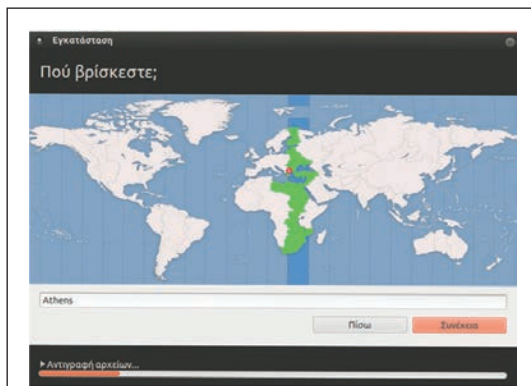 Εγκατάσταση
Πού βρίσκεστε;
Athens
Πίσω
Συνέχεια
Αντιγραφή αρχείων...